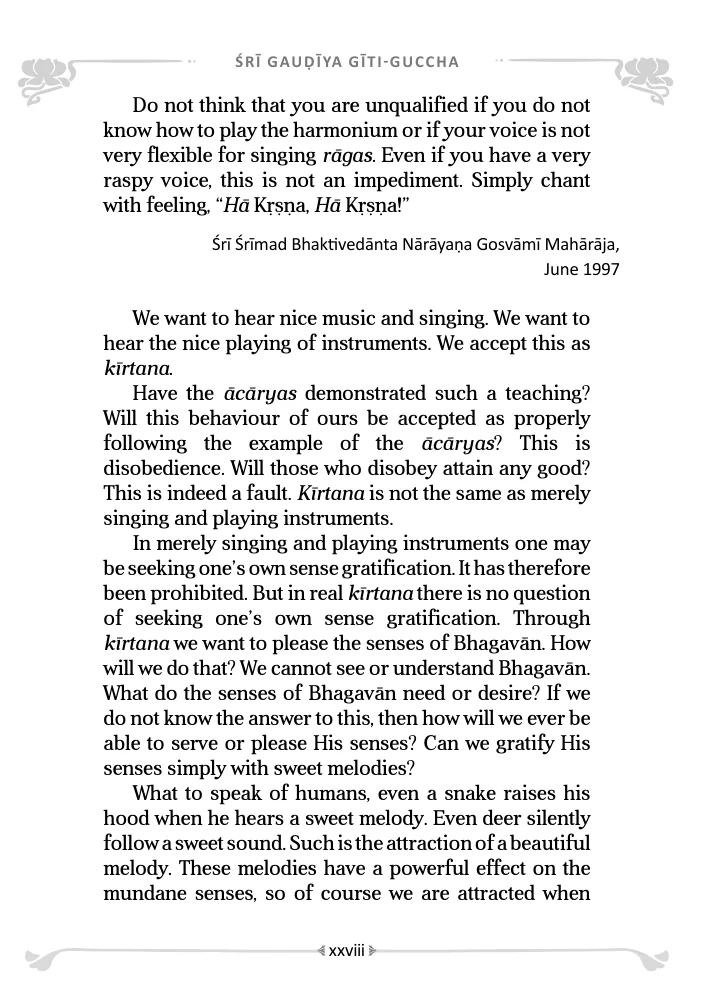 ŚRĪ GAUḌĪYA GĪTI-GUCCHA
Do not think that you are unqualified if you do not
know how to play the harmonium or if your voice is not
very flexible for singing rāgas. Even if you have a very
raspy voice, this is not an impediment. Simply chant
with feeling, “Hā Kṛṣṇa, Hā Kṛṣṇa!”
Śrī Śrīmad Bhaktivedānta Nārāyaṇa Gosvāmī Mahārāja,
June 1997
We want to hear nice music and singing. We want to
hear the nice playing of instruments. We accept this as
kīrtana.
Have the ācāryas demonstrated such a teaching?
Will this behaviour of ours be accepted as properly
following the example of the ācāryas? This is
disobedience. Will those who disobey attain any good?
This is indeed a fault. Kīrtana is not the same as merely
singing and playing instruments.
In merely singing and playing instruments one may
be seeking one’s own sense gratification. It has therefore
been prohibited. But in real kīrtana there is no question
of seeking one’s own sense gratification. Through
kīrtana we want to please the senses of Bhagavān. How
will we do that? We cannot see or understand Bhagavān.
What do the senses of Bhagavān need or desire? If we
do not know the answer to this, then how will we ever be
able to serve or please His senses? Can we gratify His
senses simply with sweet melodies?
What to speak of humans, even a snake raises his
hood when he hears a sweet melody. Even deer silently
follow a sweet sound. Such is the attraction of a beautiful
melody. These melodies have a powerful effect on the
mundane senses, so of course we are attracted when
xxviii